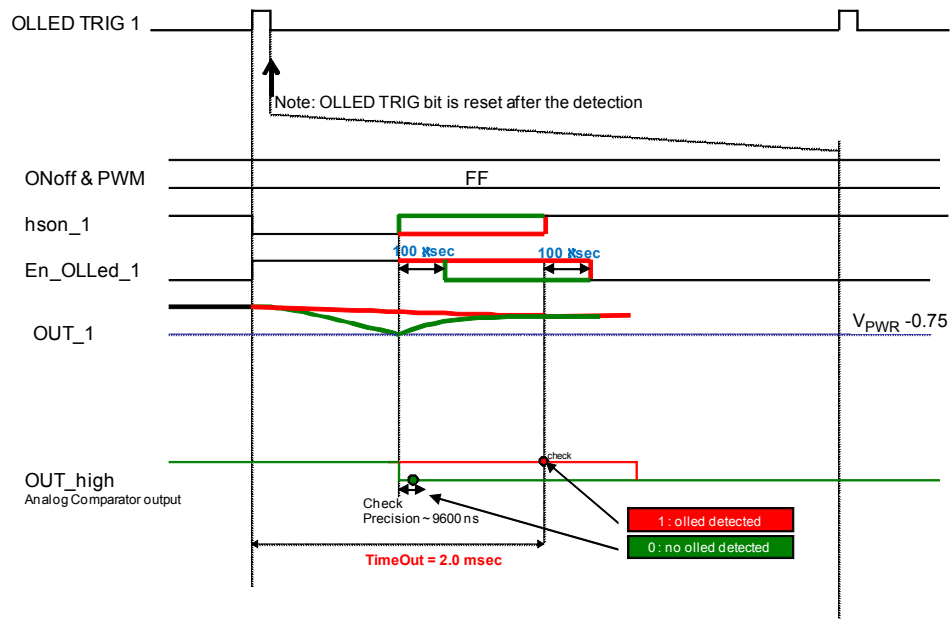 OLLED TRIG 1
Note: OLLED TRIG bit is reset after the detection
ONoff & PWM
FF
hson_1
100 sec
100 sec
En_OLLed_1
OUT_1
VPWR -0.75
check
OUT_high
Analog Comparator output
Check
Precision ~ 9600 ns
1 : olled detected
0 : no olled detected
TimeOut = 2.0 msec